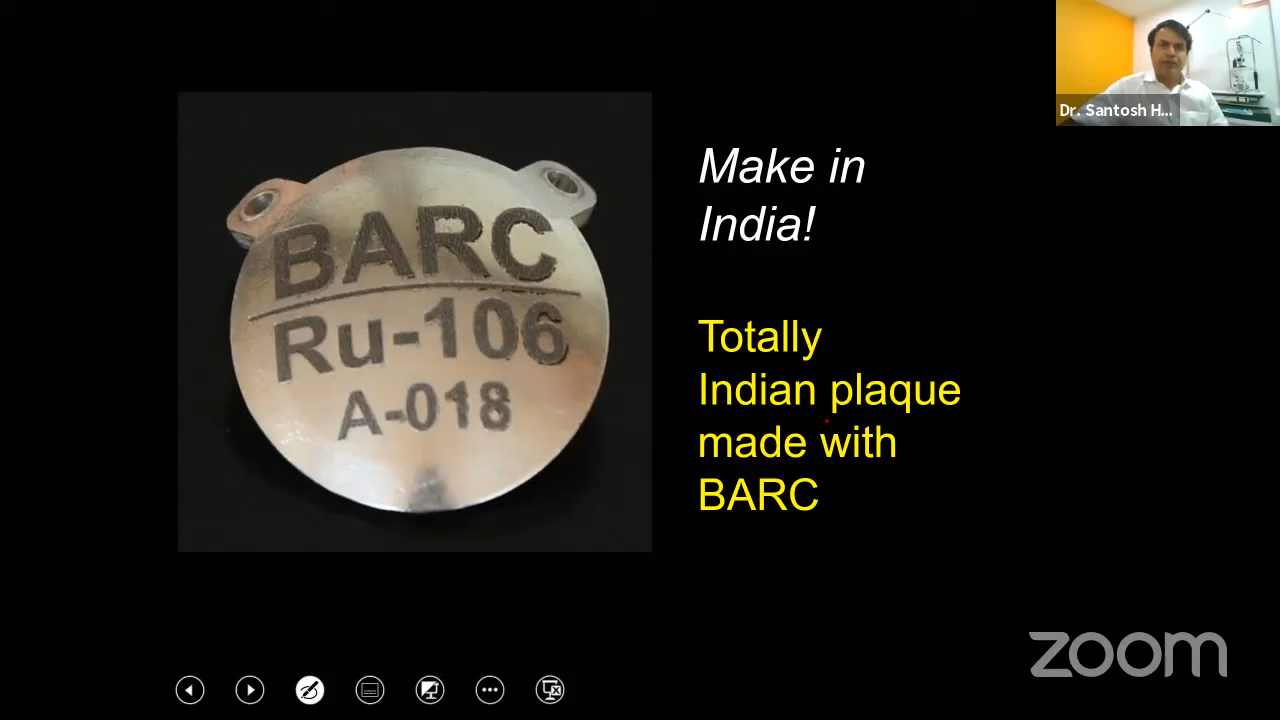 Dr. Santosh H...
BARC
Ru-106
A-018
Make in
India!
Totally
Indian plaque
made with
BARC
zoom